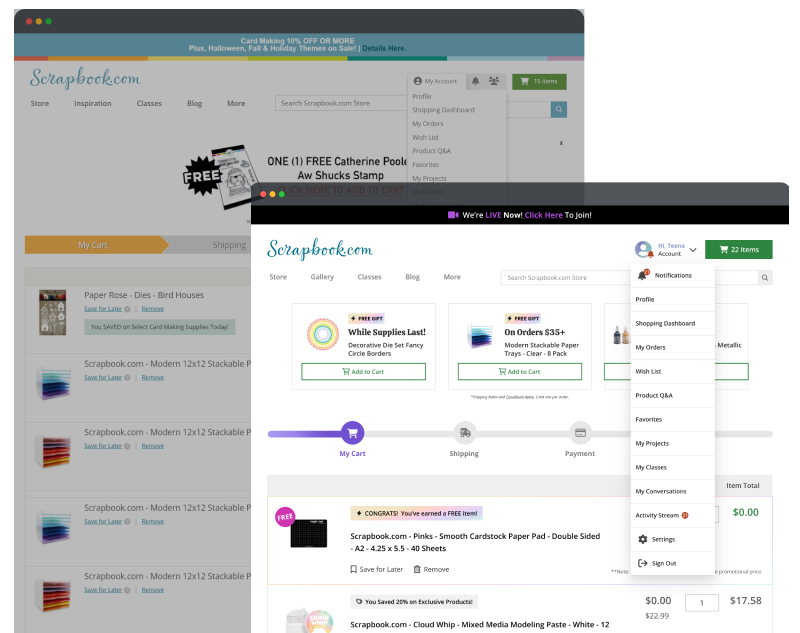 Card Making 10% OFF OR MORE
Plus, Halloween, Fall & Holiday Themes on Sale! | Details Here.
Scrapbook.com
My Account
15 items
Store
Inspiration
Classes
Blog
More
Search Scrapbook.com Store
Profile
Shopping Dashboard
My Orders
Wish List
Product Q&A
Favorites
My Projects
My Classes
x
FREE
ONE (1) FREE Catherine Poole
Aw Shucks Stamp
CLICK HERE TO ADD TO CART
My Cart
Shipping
Paper Rose - Dies - Bird Houses
Save for Later | Remove
You SAVED on Select Card Making Supplies Today!
Scrapbook.com - Modern 12x12 Stackable P
Save for Later | Remove
Scrapbook.com - Modern 12x12 Stackable P
Save for Later | Remove
Scrapbook.com - Modern 12x12 Stackable P
Save for Later | Remove
Scrapbook.com - Modern 12x12 Stackable P
Save for Later | Remove
We're LIVE Now! Click Here To Join!
Scrapbook.com
Hi, Teena
Account
22 Items
Store
Gallery
Classes
Blog
More
Search Scrapbook.com Store
Notifications
Profile
Shopping Dashboard
My Orders
Wish List
Product Q&A
Favorites
My Projects
My Classes
My Conversations
Activity Stream
Settings
Sign Out
FREE GIFT
While Supplies Last!
Decorative Die Set Fancy
Circle Borders
Add to Cart
FREE GIFT
On Orders $35+
Modern Stackable Paper
Trays - Clear - 8 Pack
Add to Cart
- Metallic
*Shipping Rates and Conditions Apply. Limit one per order.
My Cart
Shipping
Payment
Item Total
FREE
CONGRATS! You've earned a FREE item!
$0.00
Scrapbook.com - Pinks - Smooth Cardstock Paper Pad - Double Sided
- A2 - 4.25 x 5.5 - 40 Sheets
Save for Later
Remove
**Note
e promotional price.
You Saved 20% on Exclusive Products!
$0.00
1
$17.58
$22.99
Scrapbook.com - Cloud Whip - Mixed Media Modeling Paste - White - 12
CLOUD
WHIP